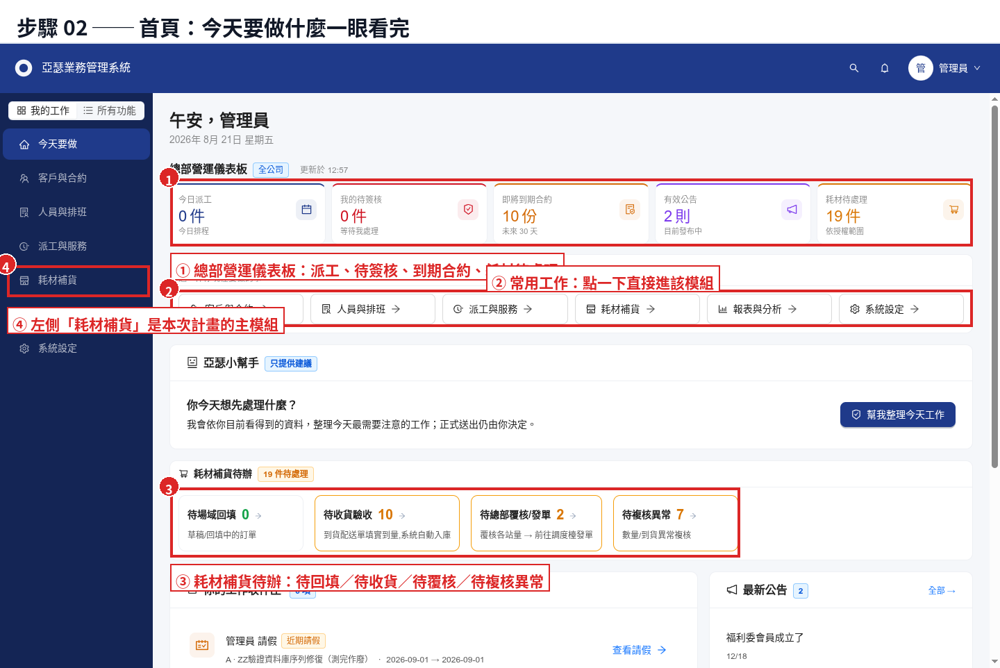 步驟 02 —— 首頁：今天要做什麼一眼看完
亞瑟業務管理系統
管 管理員
我的工作 所有功能
今天要做
客戶與合約
人員與排班
派工與服務
4
耗材補貨
④ 左側「耗材補貨」是本次計畫的主模組
系統設定
午安，管理員
2026年 8月 21日 星期五
總部營運儀表板 全公司 更新於 12:57
1
今日派工
0 件
今日排程
我的待簽核
0 件
等待我處理
即將到期合約
10 份
未來 30 天
有效公告
2 則
目前發布中
耗材待處理
19 件
依授權範圍
① 總部營運儀表板：派工、待簽核、到期合約、
② 常用工作：點一下直接進該模組
2
客戶與合約 →
人員與排班 →
派工與服務 →
耗材補貨 →
報表與分析 →
系統設定 →
亞瑟小幫手 只提供建議
你今天想先處理什麼？
我會依你目前看得到的資料，整理今天最需要注意的工作；正式送出仍由你決定。
幫我整理今天工作
耗材補貨待辦 19 件待處理
3
待場域回填 0 →
草稿/回填中的訂單
待收貨驗收 10 →
到貨配送單填實到量,系統自動入庫
待總部覆核/發單 2 →
覆核各站量 → 前往調度檯發單
待複核異常 7 →
數量/到貨異常複核
③ 耗材補貨待辦：待回填／待收貨／待覆核／待複核異常
管理員 請假 近期請假
A · ZZ驗證資料庫序列修復（測完作廢） · 2026-09-01 → 2026-09-01
查看請假 →
最新公告 2 全部 →
福利委會員成立了
12/18